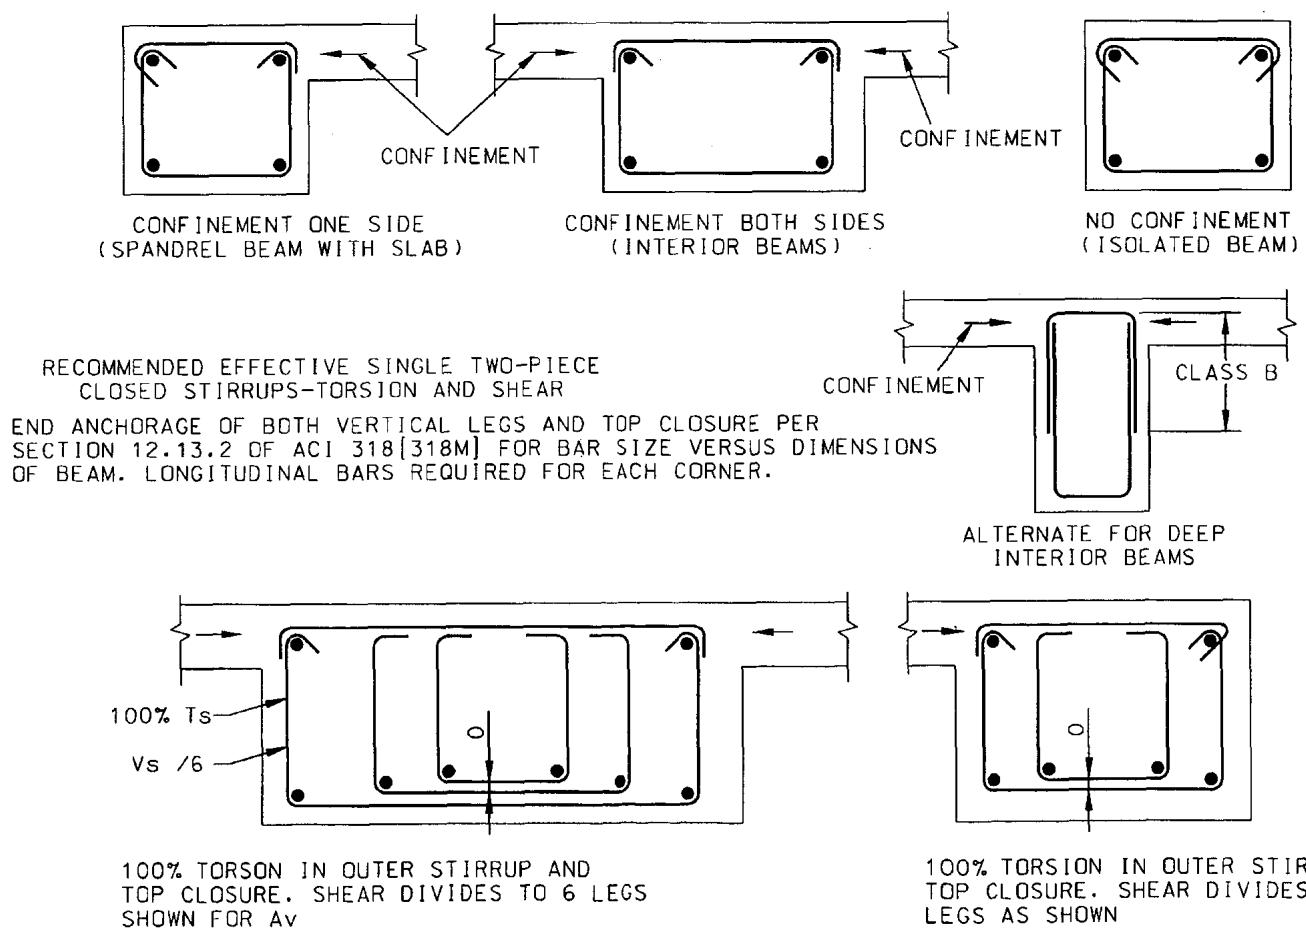 CONFINEMENT
CONFINEMENT
CONFINEMENT ONE SIDE
(SPANDREL BEAM WITH SLAB)
CONFINEMENT BOTH SIDES
(INTERIOR BEAMS)
NO CONFINEMENT
(ISOLATED BEAM)
RECOMMENDED EFFECTIVE SINGLE TWO-PIECE
CLOSED STIRRUPS-TORSION AND SHEAR
END ANCHORAGE OF BOTH VERTICAL LEGS AND TOP CLOSURE PER
SECTION 12.13.2 OF ACI 318[318M] FOR BAR SIZE VERSUS DIMENSIONS
OF BEAM. LONGITUDINAL BARS REQUIRED FOR EACH CORNER.
CONFINEMENT
CLASS B
ALTERNATE FOR DEEP
INTERIOR BEAMS
100% Ts
Vs /6
0
0
100% TORSON IN OUTER STIRRUP AND
TOP CLOSURE. SHEAR DIVIDES TO 6 LEGS
SHOWN FOR Av
100% TORSION IN OUTER STIR
TOP CLOSURE. SHEAR DIVIDES
LEGS AS SHOWN